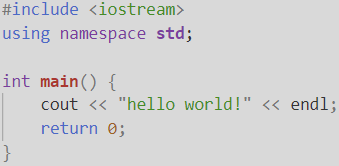 #include <iostream>
using namespace std;

int main() {
    cout << "hello world!" << endl;
    return 0;
}